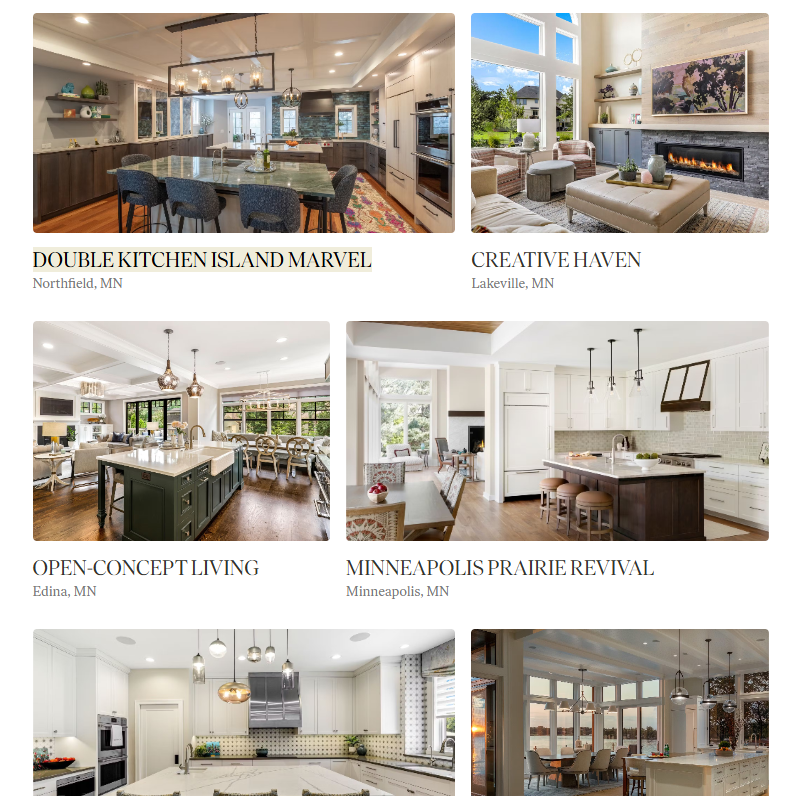 DOUBLE KITCHEN ISLAND MARVEL
Northfield, MN
CREATIVE HAVEN
Lakeville, MN
OPEN-CONCEPT LIVING
Edina, MN
MINNEAPOLIS PRAIRIE REVIVAL
Minneapolis, MN